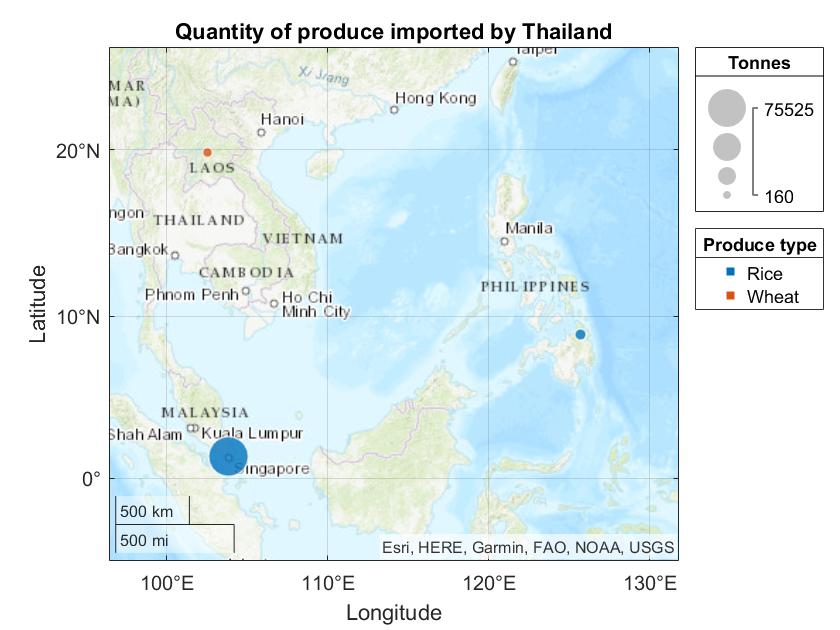 Quantity of produce imported by Thailand
Taipei
MAR
MA)
Xi Jiang
Hong Kong
Hanoi
20°N
LAOS
ngon
THAILAND
Manila
Bangkok
VIETNAM
CAMBODIA
PHILIPPINES
Phnom Penh
Ho Chi
Minh City
10°N
MALAYSIA
Shah Alam
Kuala Lumpur
Singapore
0°
500 km
500 mi
Esri, HERE, Garmin, FAO, NOAA, USGS
100°E
110°E
120°E
130°E
Longitude
Latitude
Tonnes
75525
160
Produce type
Rice
Wheat